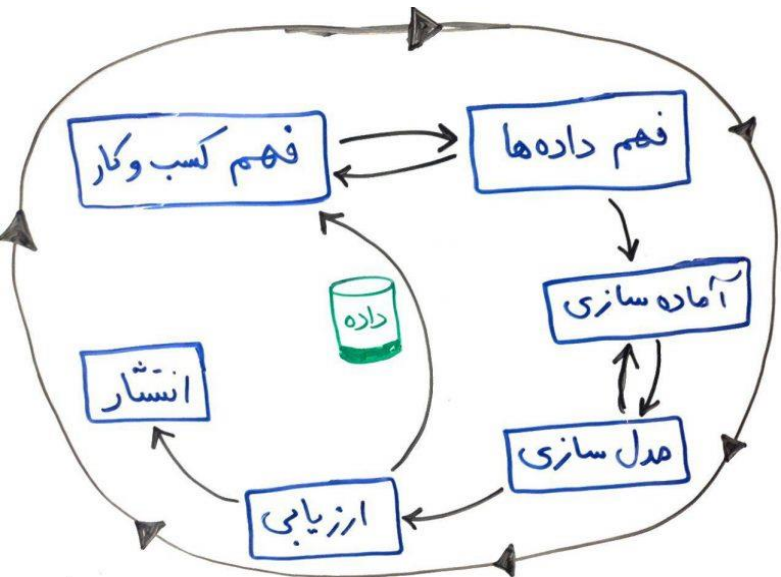 فهم کسب و کار
فهم داده‌ها
آماده سازی
داده
مدل سازی
ارزیابی
انتشار